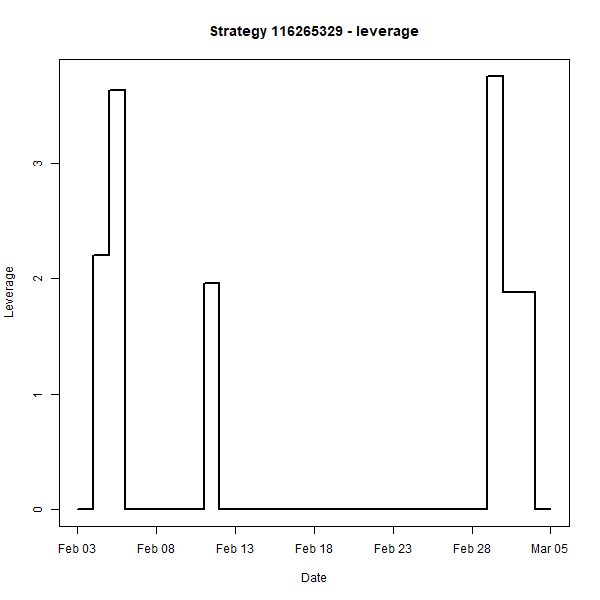 Strategy 116265329 - leverage
3
2
1
0
Leverage
Feb 03 Feb 08 Feb 13 Feb 18 Feb 23 Feb 28 Mar 05
Date